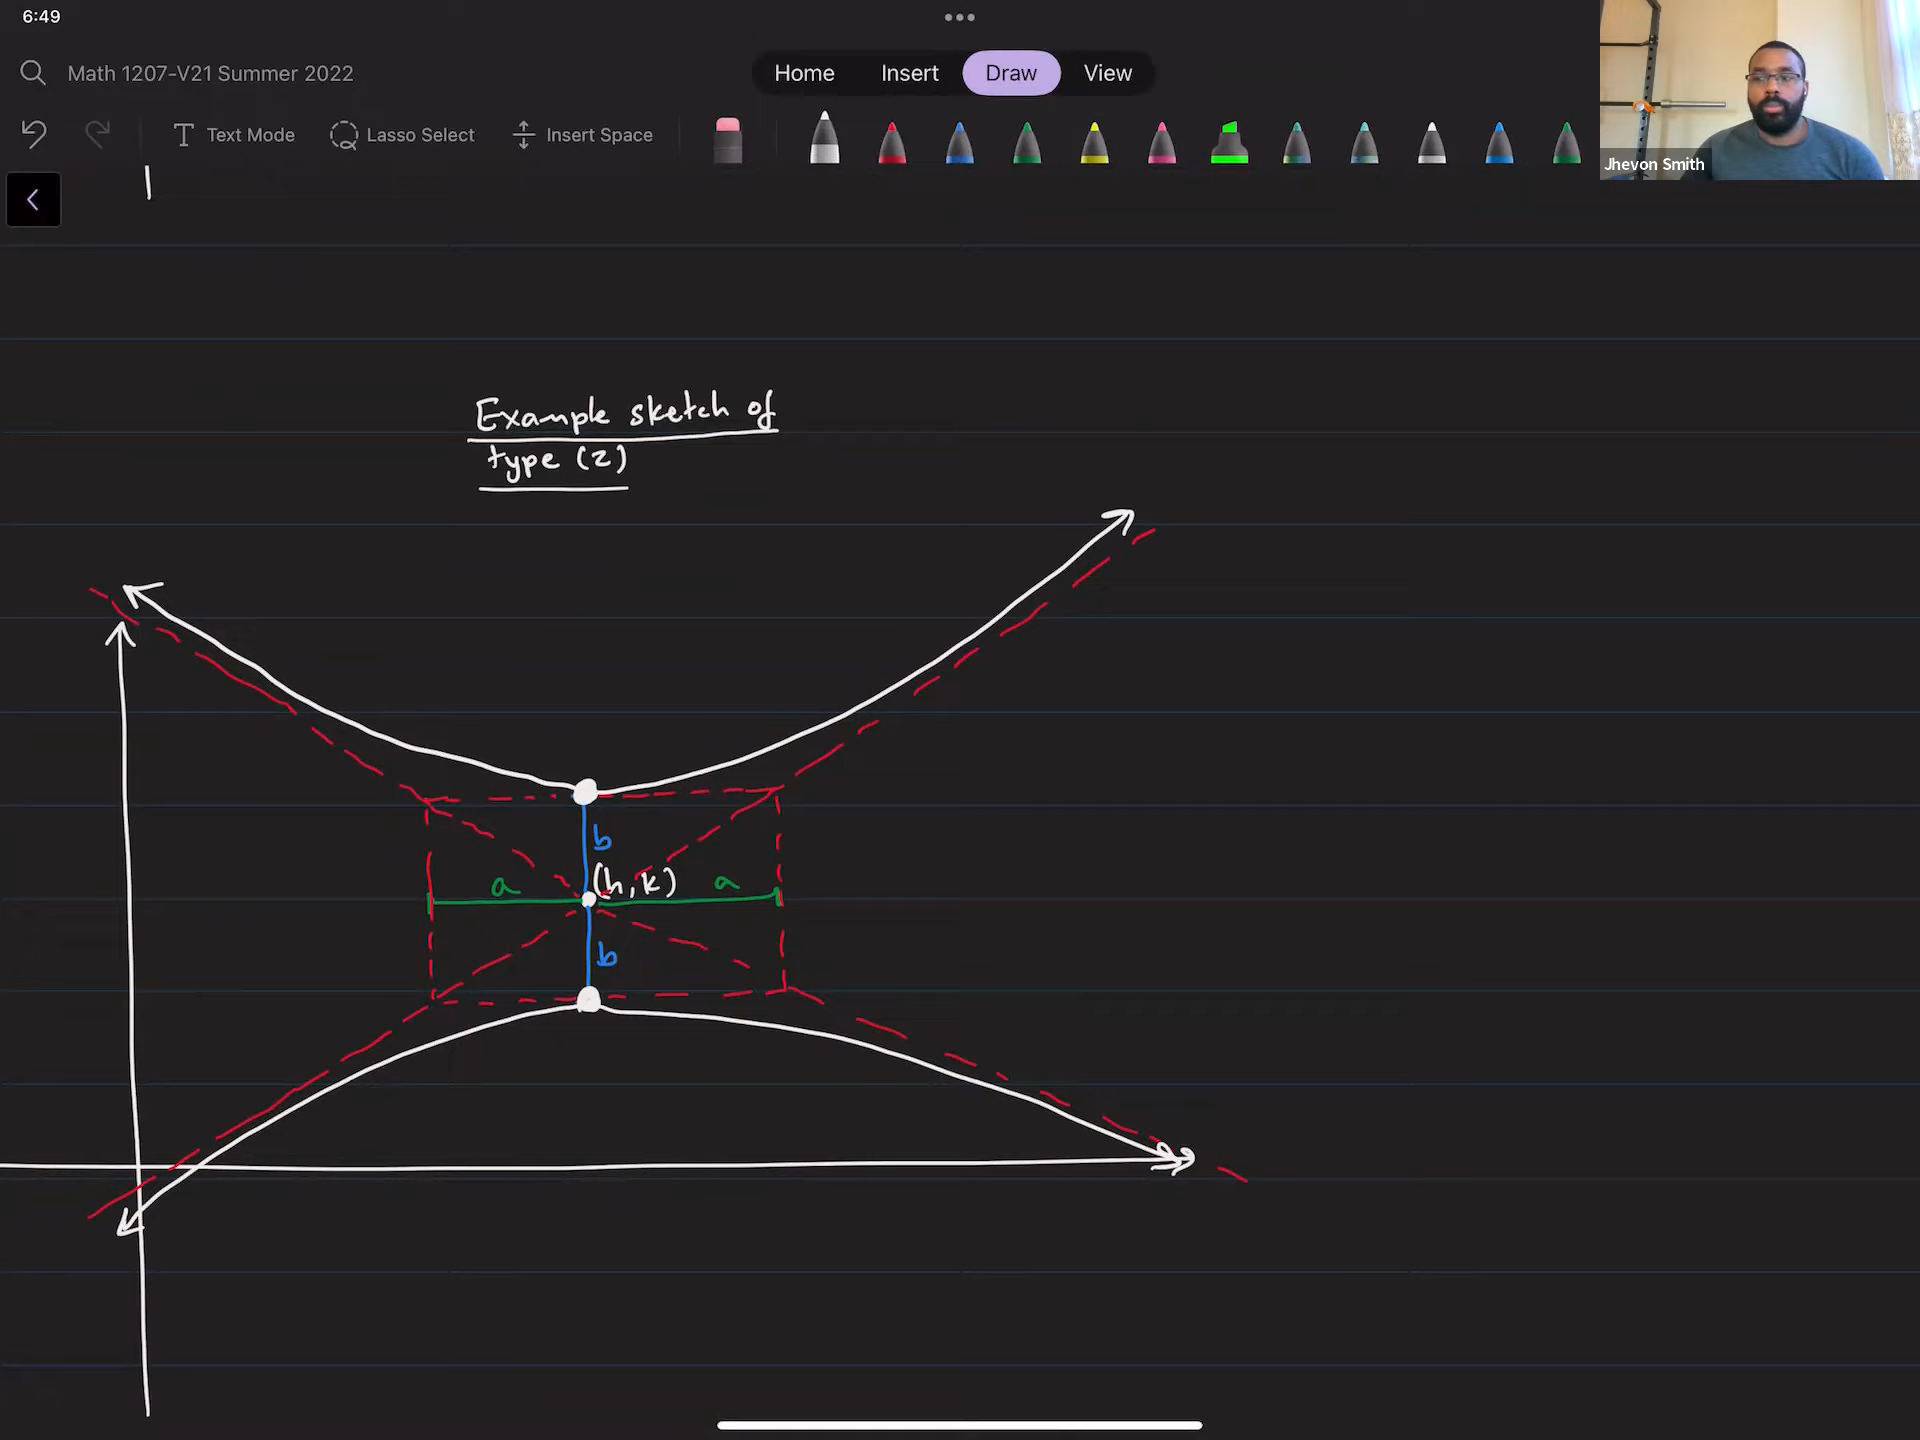 6:49
Math 1207-V21 Summer 2022
Home Insert Draw View
Text Mode Lasso Select Insert Space
Jhevon Smith
Example sketch of
type (2)
b
(h, k)
a a
b